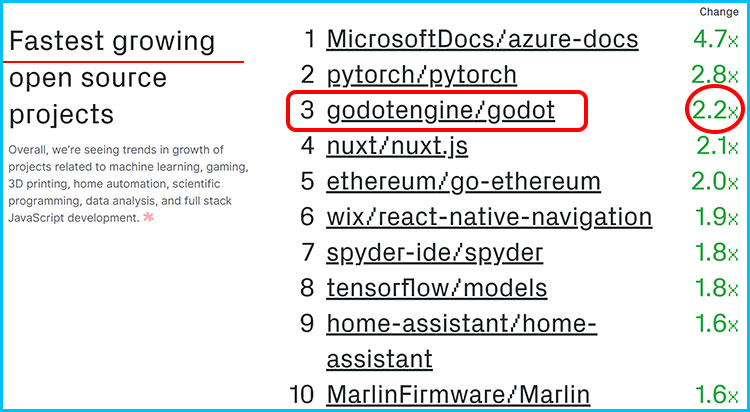 Change
Fastest growing
open source
projects
Overall, we're seeing trends in growth of
projects related to machine learning, gaming,
3D printing, home automation, scientific
programming, data analysis, and full stack
JavaScript development. *
1 MicrosoftDocs/azure-docs 4.7x
2 pytorch/pytorch 2.8x
3 godotengine/godot 2.2x
4 nuxt/nuxt.js 2.1x
5 ethereum/go-ethereum 2.0x
6 wix/react-native-navigation 1.9x
7 spyder-ide/spyder 1.8x
8 tensorflow/models 1.8x
9 home-assistant/home- 1.6x
assistant
10 MarlinFirmware/Marlin 1.6x